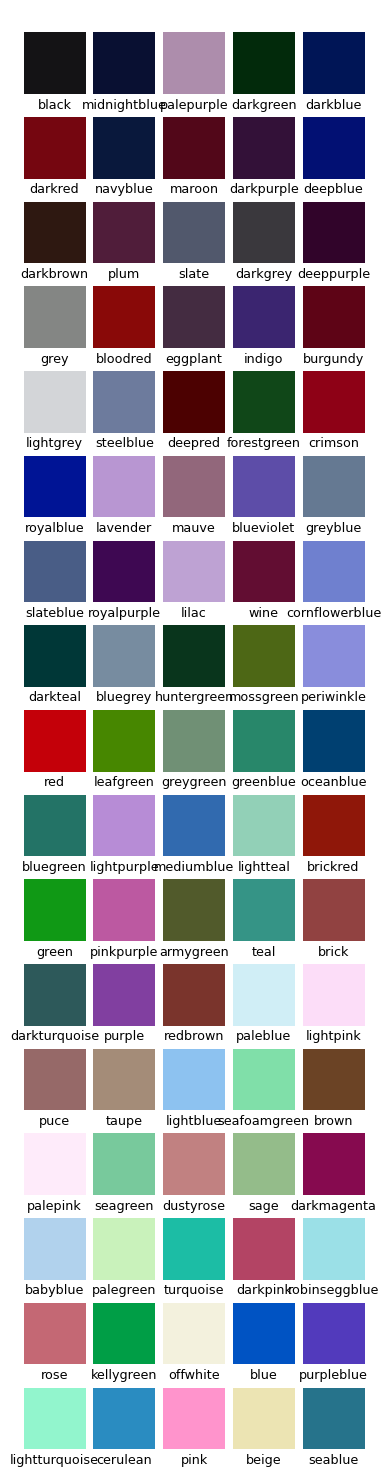 black midnightblue palepurple darkgreen darkblue
darkred navyblue maroon darkpurple deepblue
darkbrown plum slate darkgrey deeppurple
grey bloodred eggplant indigo burgundy
lightgrey steelblue deepred forestgreen crimson
royalblue lavender mauve blueviolet greyblue
slateblue royalpurple lilac wine cornflowerblue
darkteal bluegrey huntergreen mossgreen periwinkle
red leafgreen greygreen greenblue oceanblue
bluegreen lightpurple mediumblue lightteal brickred
green pinkpurple armygreen teal brick
darkturquoise purple redbrown paleblue lightpink
puce taupe lightblue seafoamgreen brown
palepink seagreen dustyrose sage darkmagenta
babyblue palegreen turquoise darkpink robinseggblue
rose kellygreen offwhite blue purpleblue
lightturquoise cerulean pink beige seablue